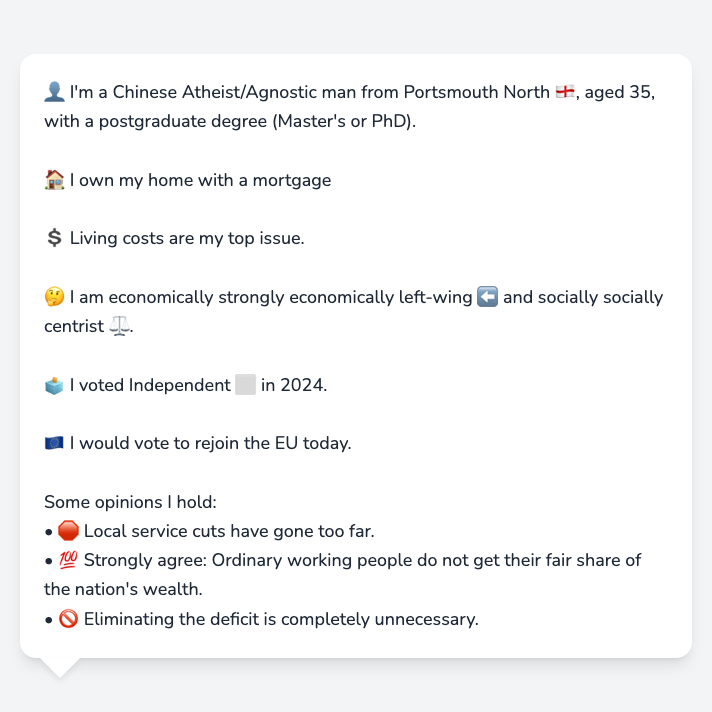 👤 I'm a Chinese Atheist/Agnostic man from Portsmouth North 🏴󠁧󠁢󠁥󠁮󠁧󠁿, aged 35,
with a postgraduate degree (Master's or PhD).
🏠 I own my home with a mortgage
💲 Living costs are my top issue.
🤔 I am economically strongly economically left-wing ⬅️ and socially socially
centrist ⚖️.
🗳️ I voted Independent ⬜ in 2024.
🇪🇺 I would vote to rejoin the EU today.
Some opinions I hold:
• 🛑 Local service cuts have gone too far.
• 💯 Strongly agree: Ordinary working people do not get their fair share of
the nation's wealth.
• 🚫 Eliminating the deficit is completely unnecessary.